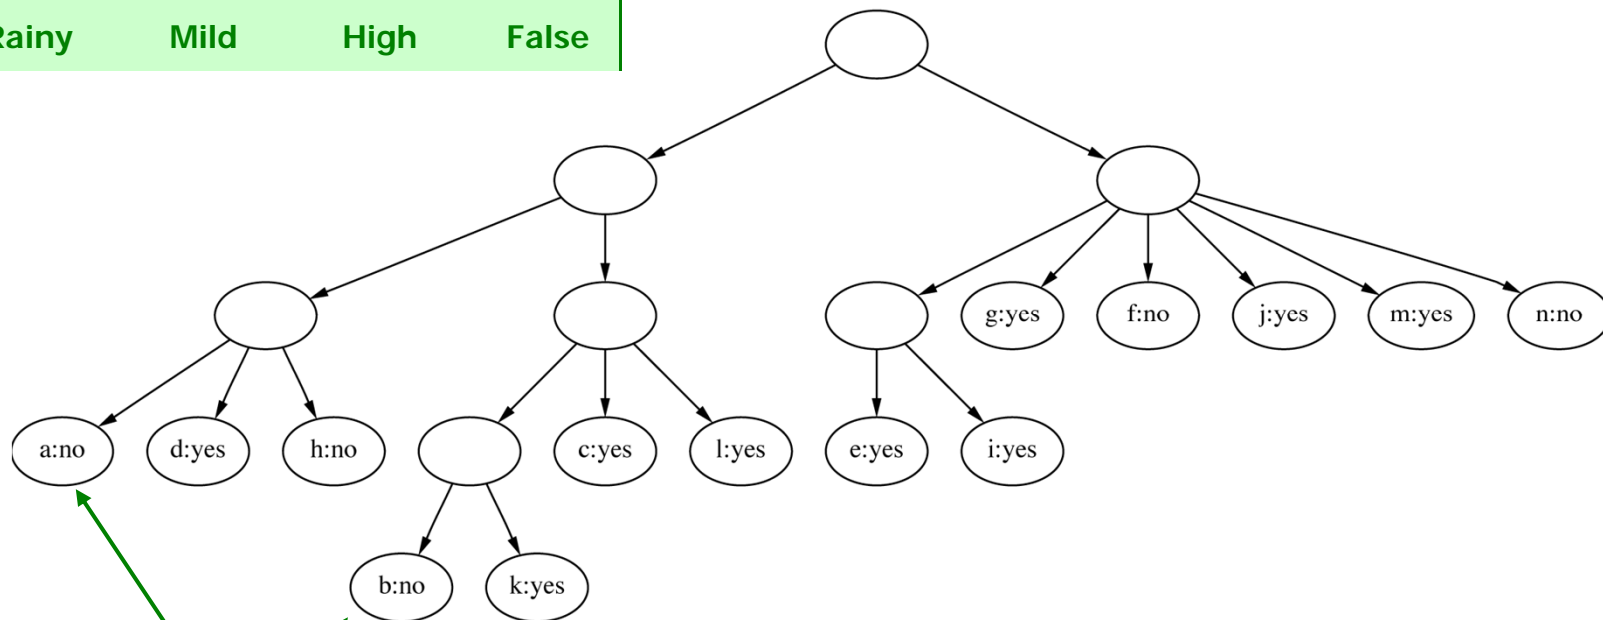 Rainy Mild High False
g:yes f:no j:yes m:yes n:no
a:no d:yes h:no c:yes l:yes e:yes i:yes
b:no k:yes